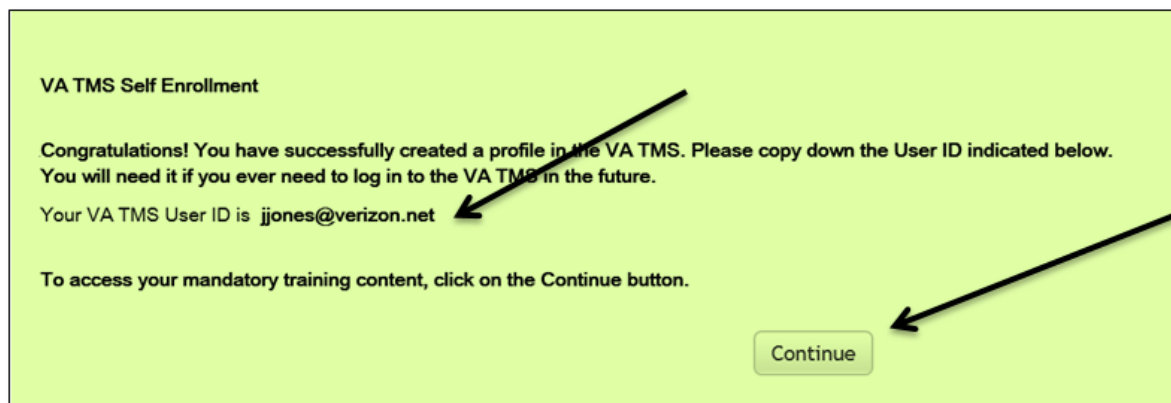 VA TMS Self Enrollment
Congratulations! You have successfully created a profile in the VA TMS. Please copy down the User ID indicated below.
You will need it if you ever need to log in to the VA TMS in the future.
Your VA TMS User ID is jjones@verizon.net
To access your mandatory training content, click on the Continue button.
Continue